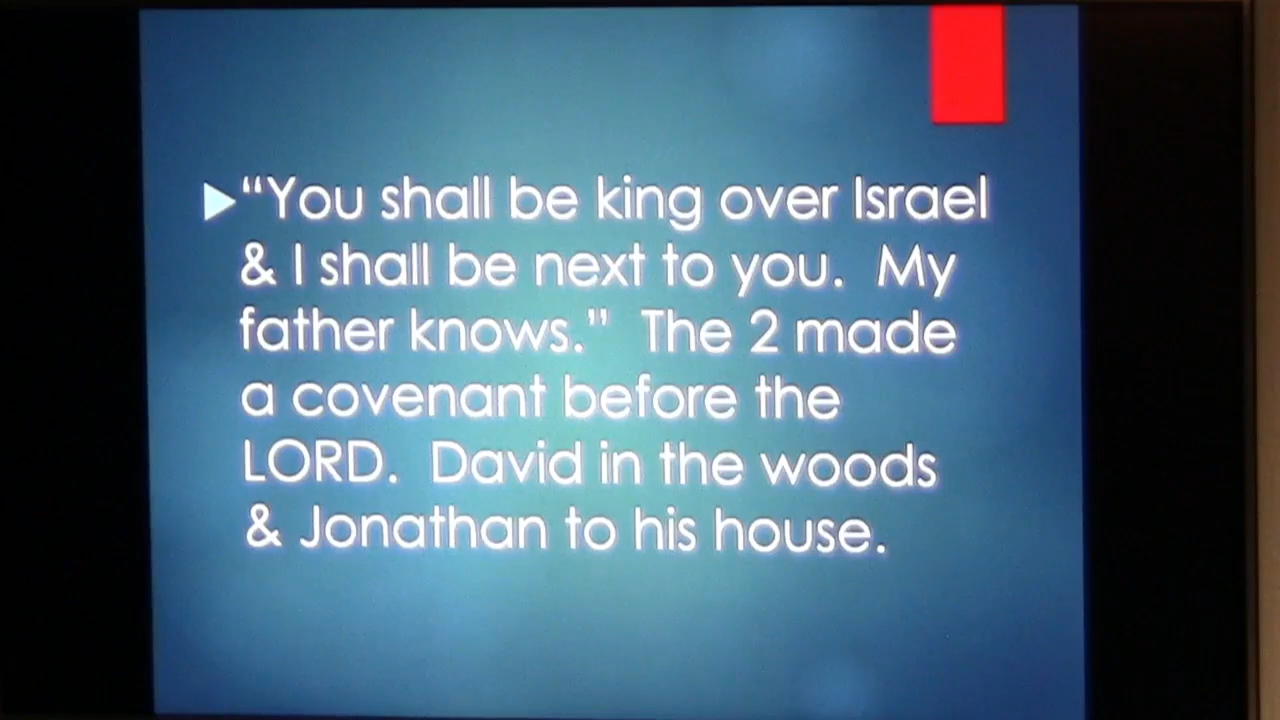 “You shall be king over Israel
& I shall be next to you.  My
father knows.”  The 2 made
a covenant before the
LORD.  David in the woods
& Jonathan to his house.